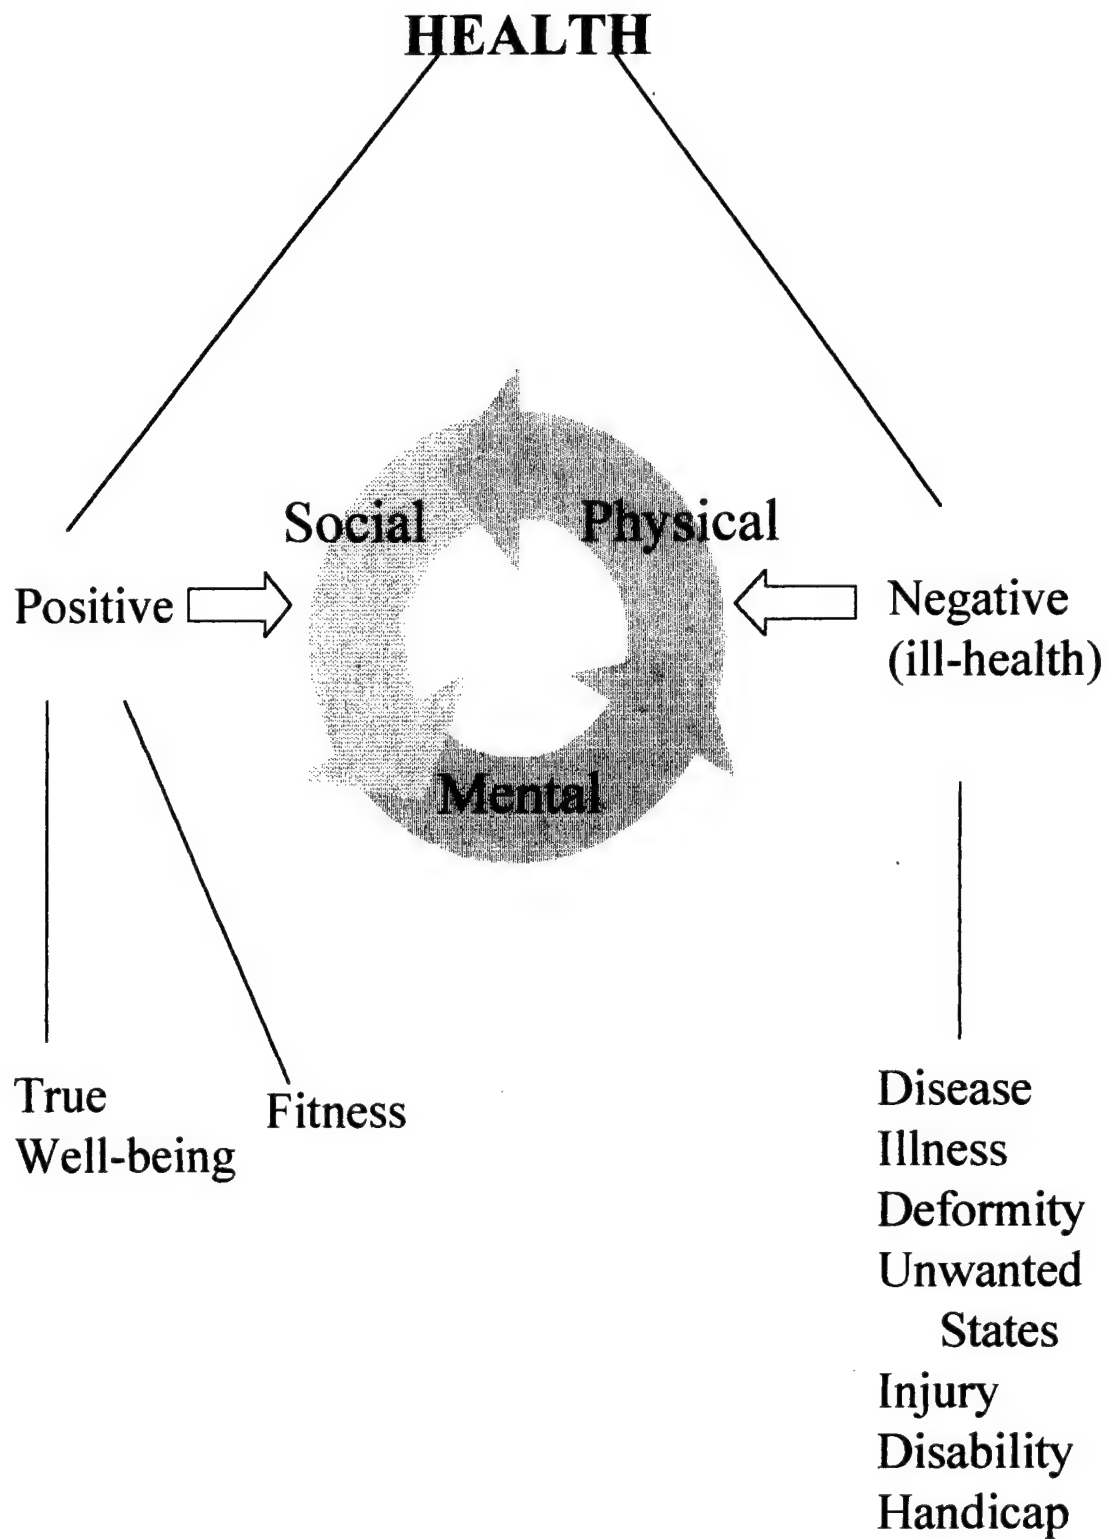 HEALTH
Social
Physical
Positive
Negative
(ill-health)
Mental
True
Well-being
Fitness
Disease
Illness
Deformity
Unwanted
States
Injury
Disability
Handicap